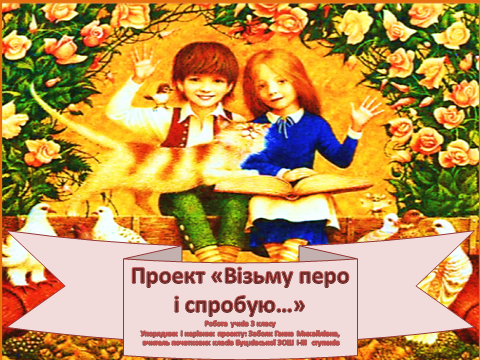 Проект «Візьму перо
і спробую…»
Робота учнів 3 класу
Упорядник і керівник проекту: Забольк Ганна Михайлівна,
вчитель початкових класів Буцнівської ЗОШ І-ІІІ ступенів